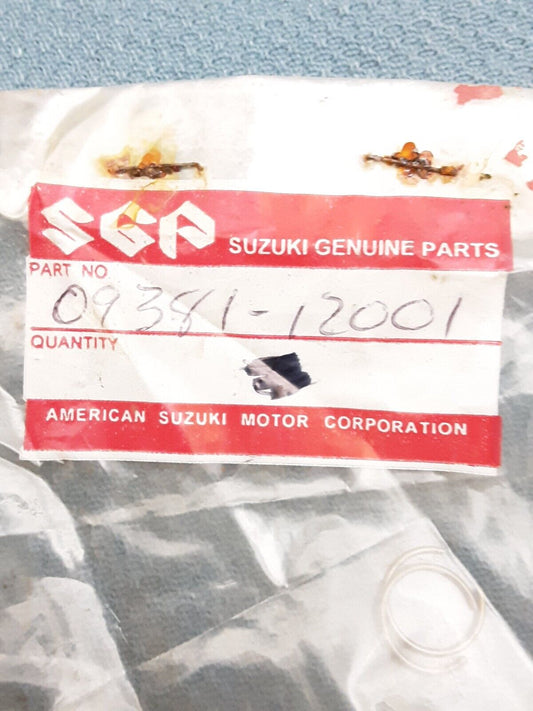 SGP SUZUKI GENUINE PARTS
PART NO. 09381-12001
QUANTITY
AMERICAN SUZUKI MOTOR CORPORATION